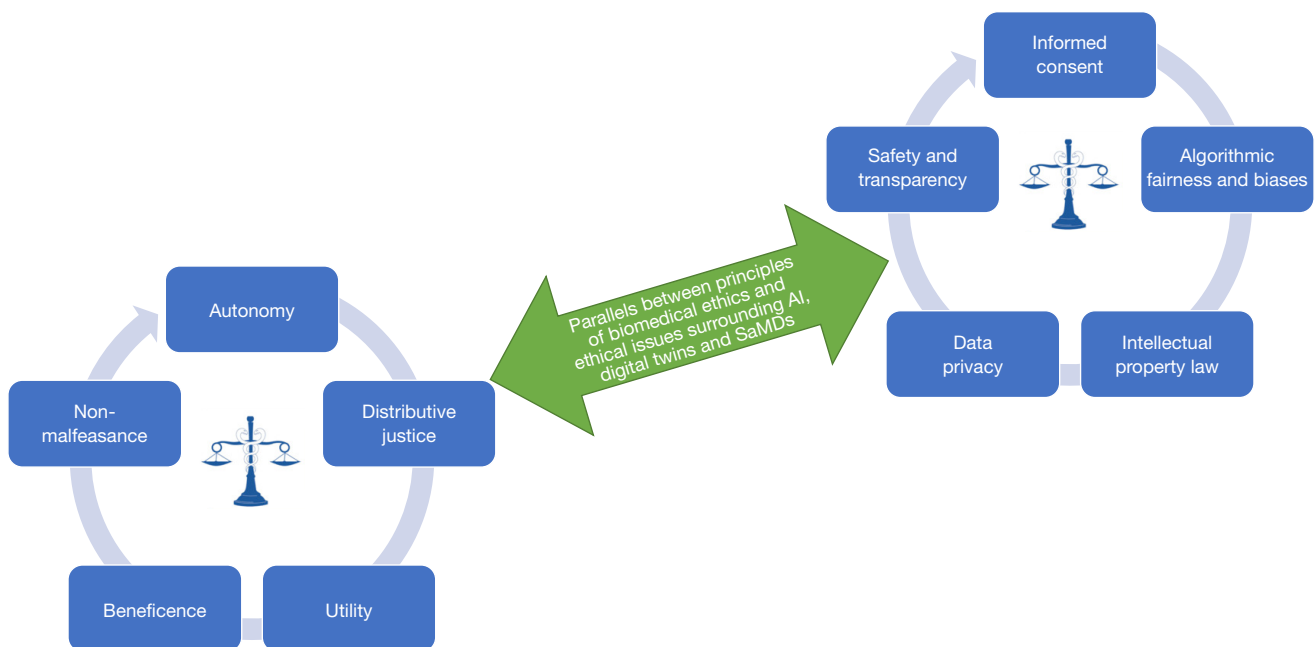 Informed
consent
Safety and
transparency
Algorithmic
fairness and biases
Data
privacy
Intellectual
property law
Parallels between principles
of biomedical ethics and
ethical issues surrounding AI,
digital twins and SaMDs
Autonomy
Non-
malfeasance
Distributive
justice
Beneficence
Utility